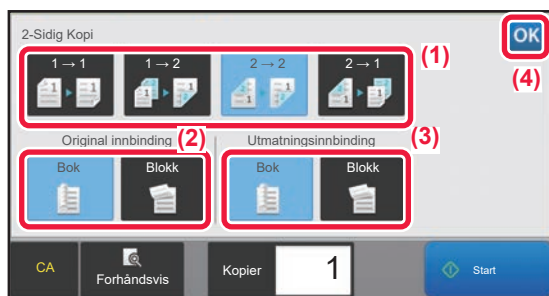 2-Sidig Kopi
OK
1 → 1 1 → 2 2 → 2 2 → 1 (1)
(4)
Original innbinding (2) Utmatningsinnbinding (3)
Bok Blokk Bok Blokk
CA Forhåndsvis Kopier 1 Start